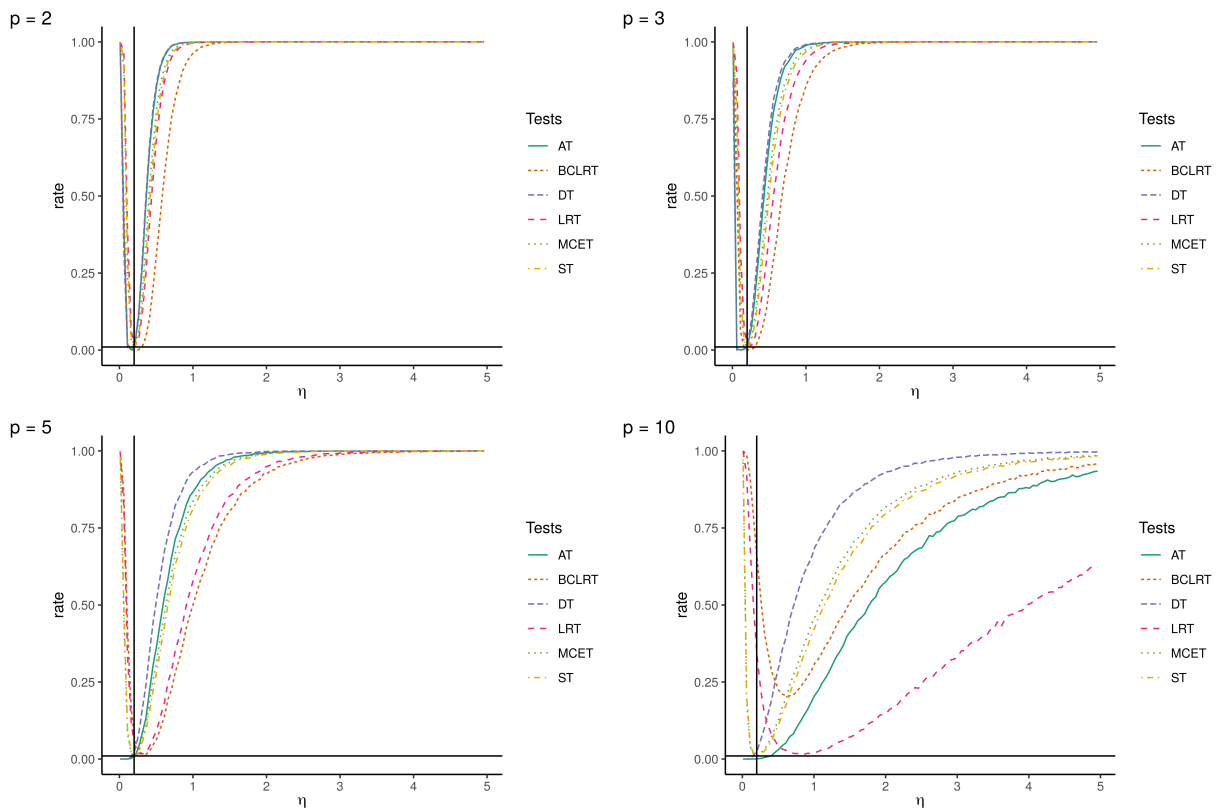 p = 2
1.00
0.75
0.50
0.25
0.00
rate
0 1 2 3 4 5
η
Tests
AT
BCLRT
DT
LRT
MCET
ST
p = 3
1.00
0.75
0.50
0.25
0.00
rate
0 1 2 3 4 5
η
Tests
AT
BCLRT
DT
LRT
MCET
ST
p = 5
1.00
0.75
0.50
0.25
0.00
rate
0 1 2 3 4 5
η
Tests
AT
BCLRT
DT
LRT
MCET
ST
p = 10
1.00
0.75
0.50
0.25
0.00
rate
0 1 2 3 4 5
η
Tests
AT
BCLRT
DT
LRT
MCET
ST